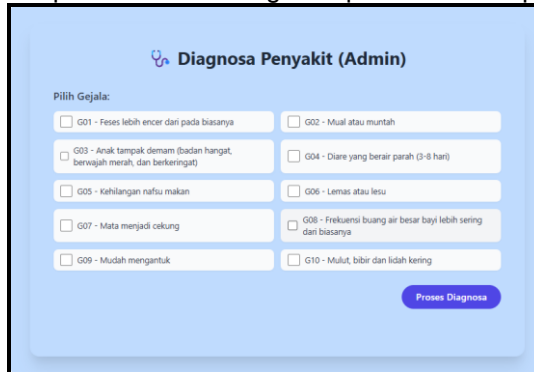 Diagnosa Penyakit (Admin)
Pilih Gejala:
G01 - Feses lebih encer dari pada biasanya
G02 - Mual atau muntah
G03 - Anak tampak demam (badan hangat,
berwajah merah, dan berkeringat)
G04 - Diare yang berair parah (3-8 hari)
G05 - Kehilangan nafsu makan
G06 - Lemas atau lesu
G07 - Mata menjadi cekung
G08 - Frekuensi buang air besar bayi lebih sering
dari biasanya
G09 - Mudah mengantuk
G10 - Mulut, bibir dan lidah kering
Proses Diagnosa